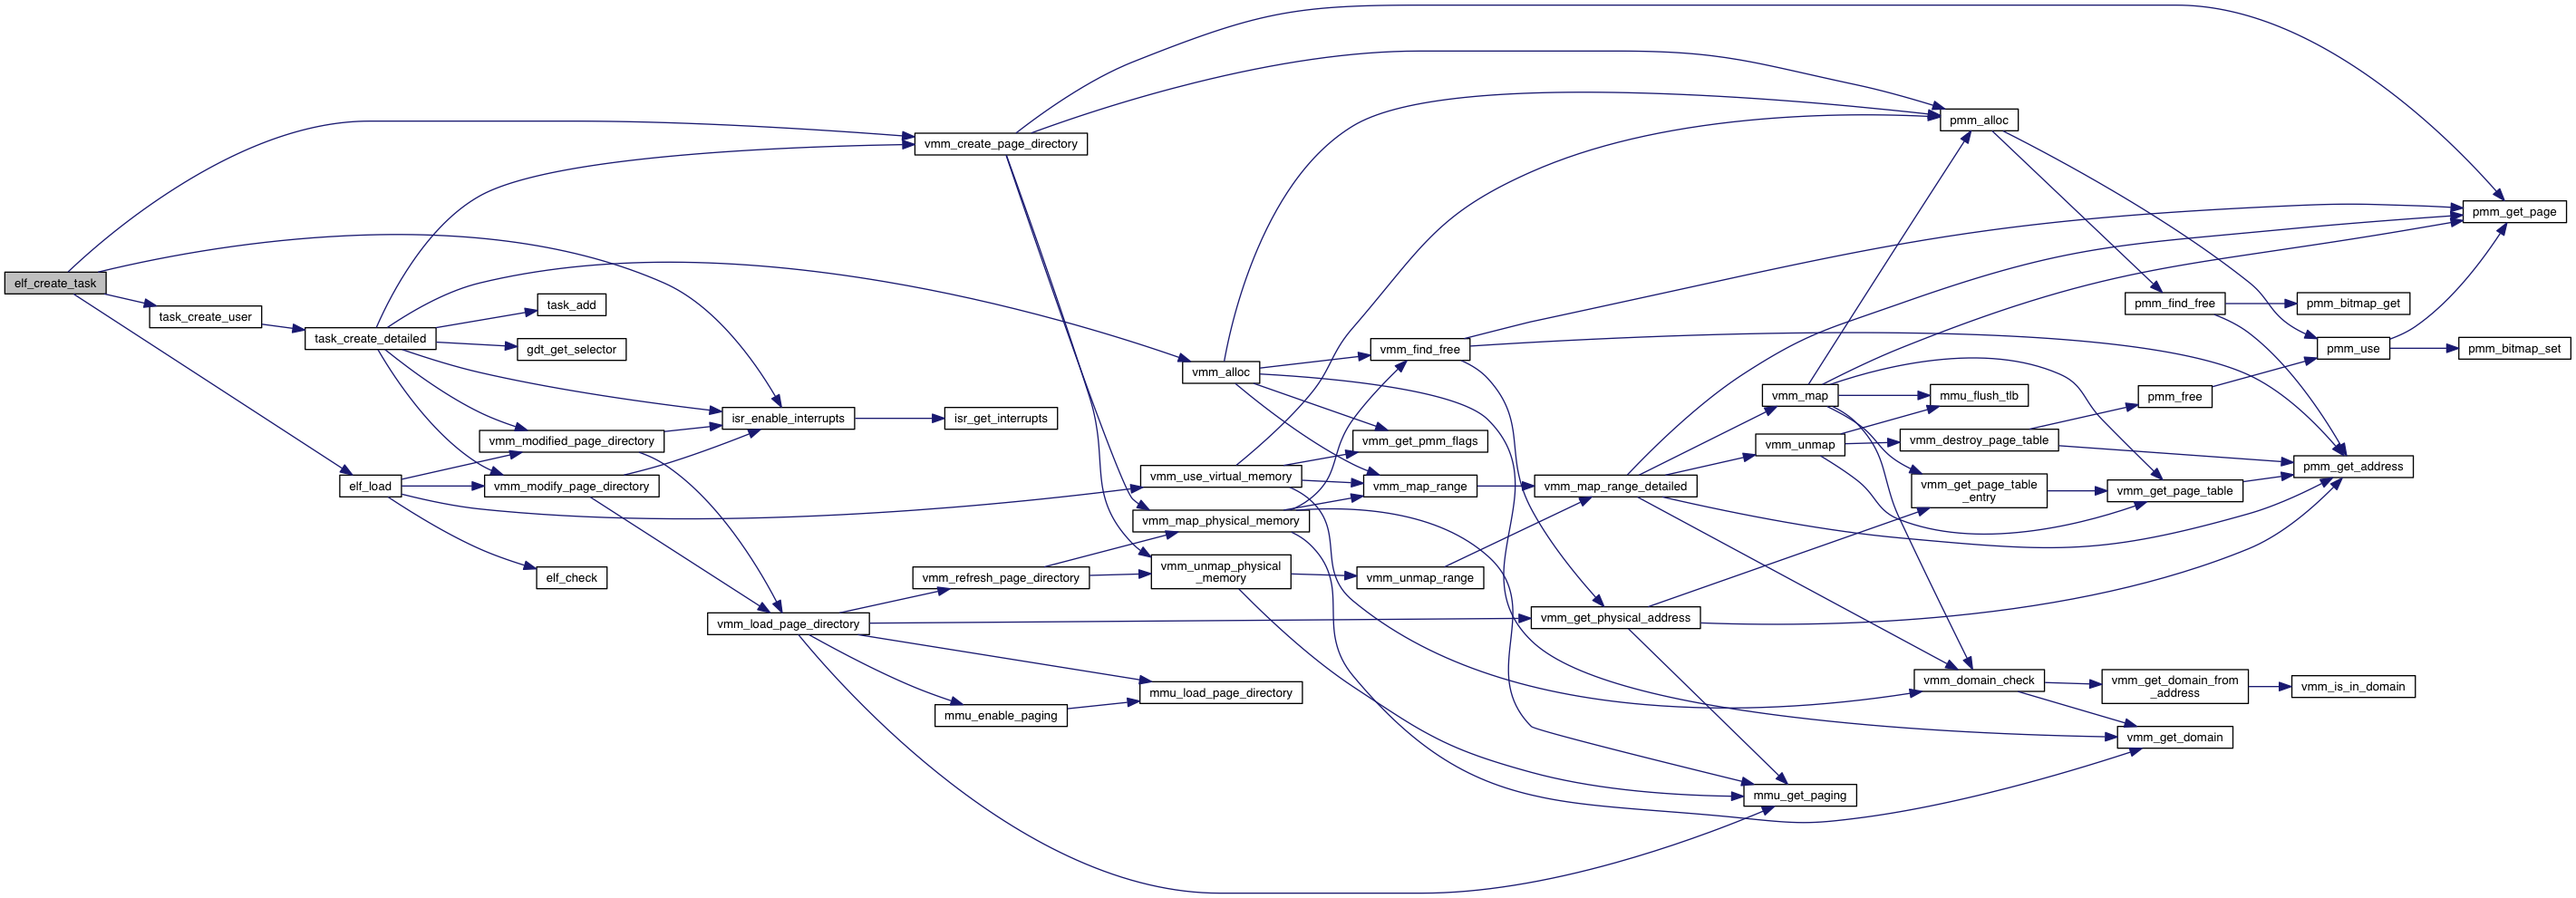 elf_create_task
task_create_user
task_create_detailed
elf_load
task_add
gdt_get_selector
vmm_modified_page_directory
vmm_modify_page_directory
elf_check
isr_enable_interrupts
vmm_load_page_directory
vmm_create_page_directory
isr_get_interrupts
vmm_refresh_page_directory
mmu_enable_paging
vmm_alloc
vmm_use_virtual_memory
vmm_map_physical_memory
vmm_unmap_physical
_memory
mmu_load_page_directory
vmm_find_free
vmm_get_pmm_flags
vmm_map_range
vmm_unmap_range
vmm_map_range_detailed
vmm_get_physical_address
vmm_map
vmm_unmap
mmu_get_paging
pmm_alloc
mmu_flush_tlb
vmm_destroy_page_table
vmm_get_page_table
_entry
vmm_domain_check
pmm_find_free
pmm_free
vmm_get_page_table
vmm_get_domain_from
_address
vmm_get_domain
pmm_bitmap_get
pmm_use
pmm_get_address
vmm_is_in_domain
pmm_get_page
pmm_bitmap_set